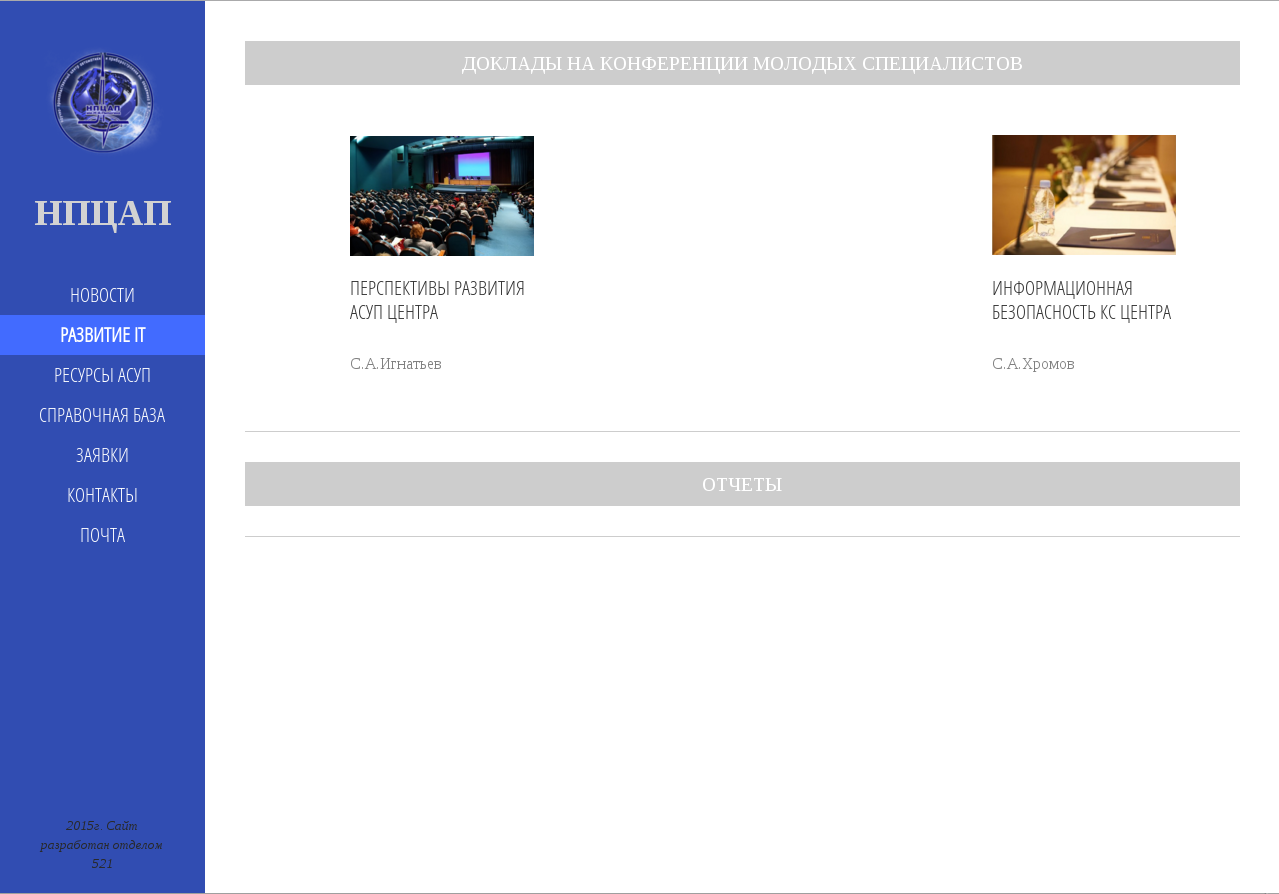 НПЦАП
НПЦАП
НОВОСТИ
РАЗВИТИЕ IT
РЕСУРСЫ АСУП
СПРАВОЧНАЯ БАЗА
ЗАЯВКИ
КОНТАКТЫ
ПОЧТА
2015г. Сайт
разработан отделом
521
ДОКЛАДЫ НА КОНФЕРЕНЦИИ МОЛОДЫХ СПЕЦИАЛИСТОВ
ПЕРСПЕКТИВЫ РАЗВИТИЯ
АСУП ЦЕНТРА
С.А.Игнатьев
ИНФОРМАЦИОННАЯ
БЕЗОПАСНОСТЬ КС ЦЕНТРА
С.А.Хромов
ОТЧЕТЫ